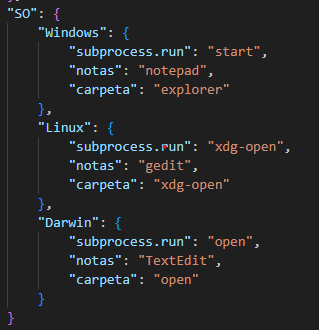 "SO": {
"Windows": {
"subprocess.run": "start",
"notas": "notepad",
"carpeta": "explorer"
},
"Linux": {
"subprocess.run": "xdg-open",
"notas": "gedit",
"carpeta": "xdg-open"
},
"Darwin": {
"subprocess.run": "open",
"notas": "TextEdit",
"carpeta": "open"
}
}